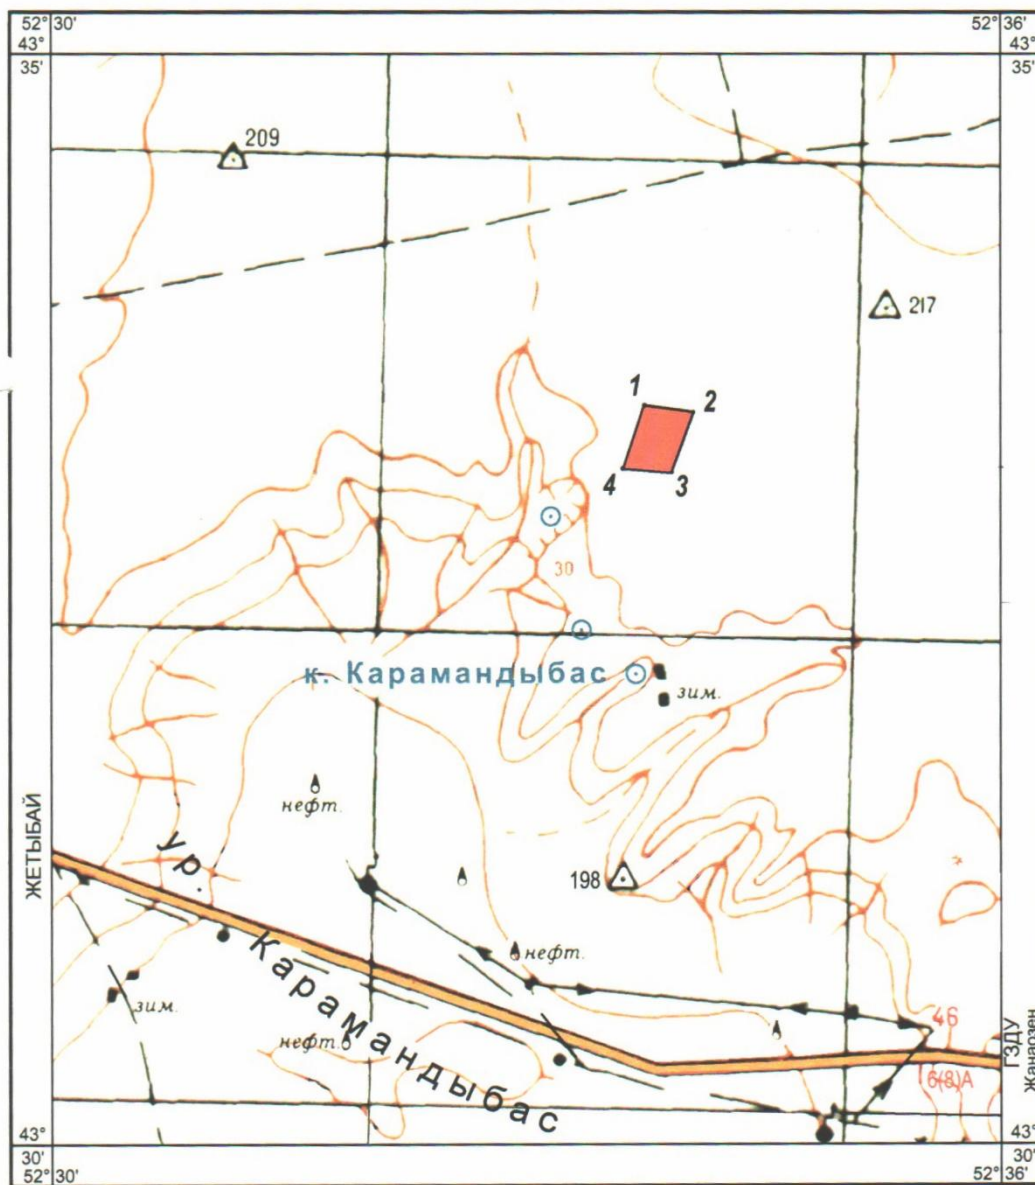 52° 30'
52° 36'
43°
35'
43°
35'
209
217
1
2
4
3
30
к. Карамандыбас
зим.
нефт.
ЖЕТЫБАЙ
ур.
198
Карамандыбас
нефт.
зим.
нефт.
46
ГЗДУ
Жанаозен
16(8)А
43°
30'
52° 30'
43°
30'
52° 36'